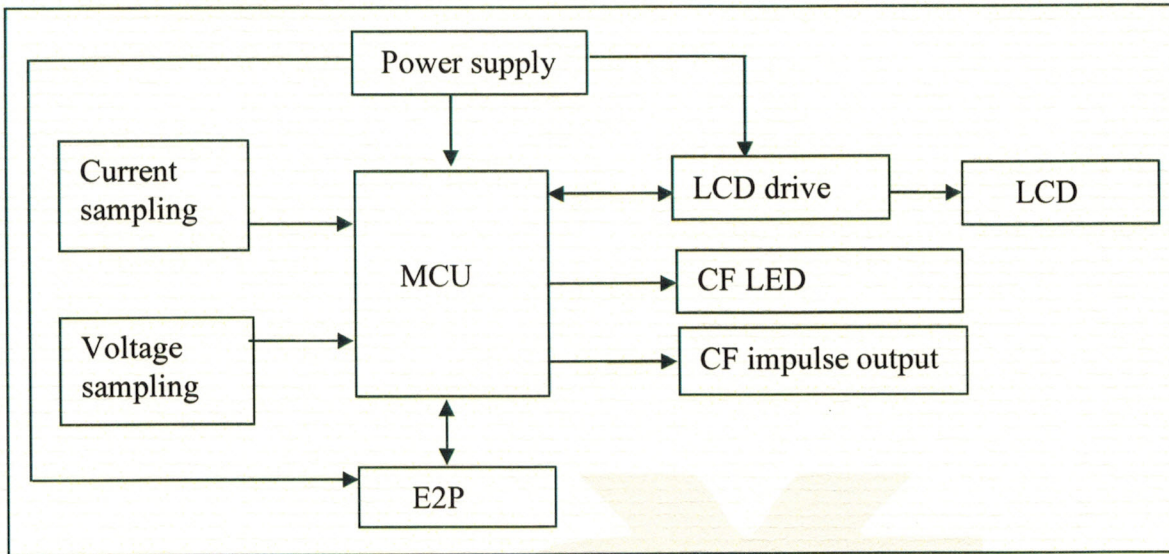 Power supply
Current
sampling
LCD drive
LCD
MCU
CF LED
Voltage
sampling
CF impulse output
E2P